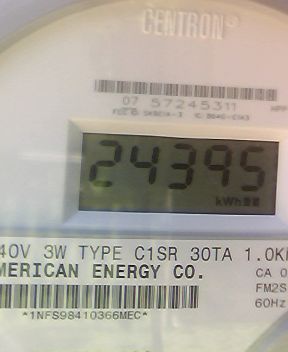 CENTRON®
07 57245311
24395
kWh
40V 3W TYPE C1SR 30TA 1.0K
MERICAN ENERGY CO.
CA 0
FM2S
60Hz
*1NFS98410366MEC*